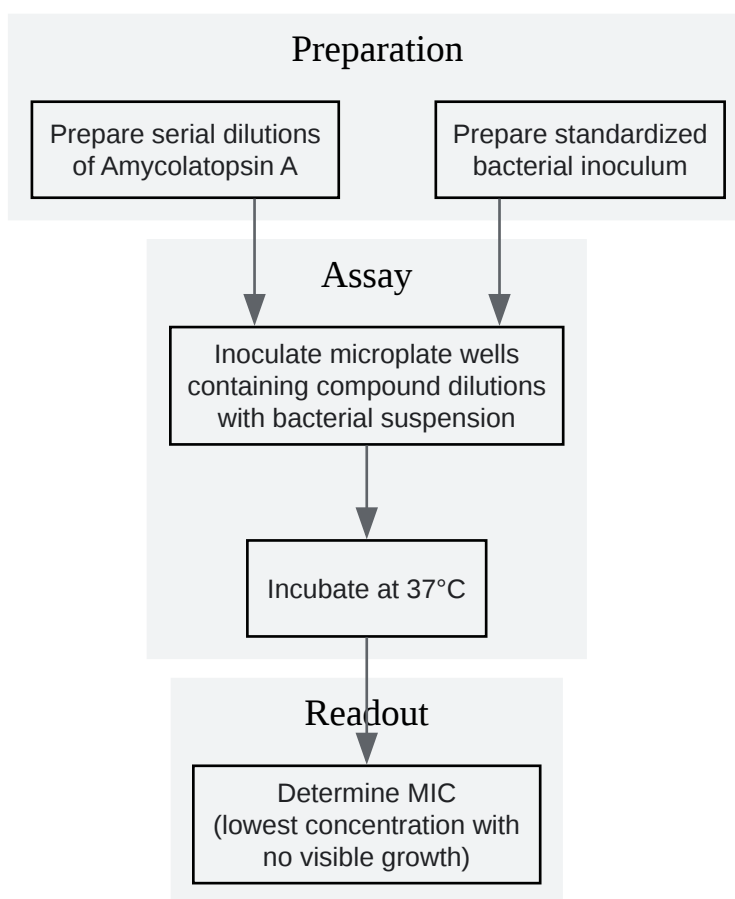 Preparation
Prepare serial dilutions
of Amycolatopsin A
Prepare standardized
bacterial inoculum
Assay
Inoculate microplate wells
containing compound dilutions
with bacterial suspension
Incubate at 37°C
Readout
Determine MIC
(lowest concentration with
no visible growth)